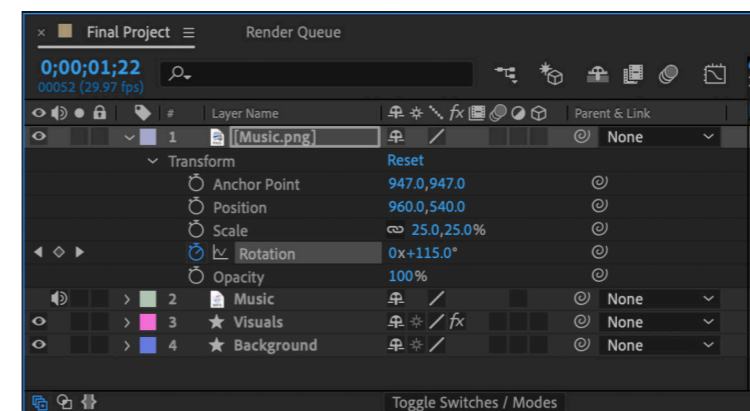 × Final Project Render Queue
0;00;01;22
00052 (29.97 fps)
# Layer Name fx Parent & Link
1 [Music.png] None
Transform Reset
Anchor Point 947.0,947.0
Position 960.0,540.0
Scale 25.0,25.0%
Rotation 0x+115.0°
Opacity 100%
2 Music None
3 Visuals fx None
4 Background None
Toggle Switches / Modes